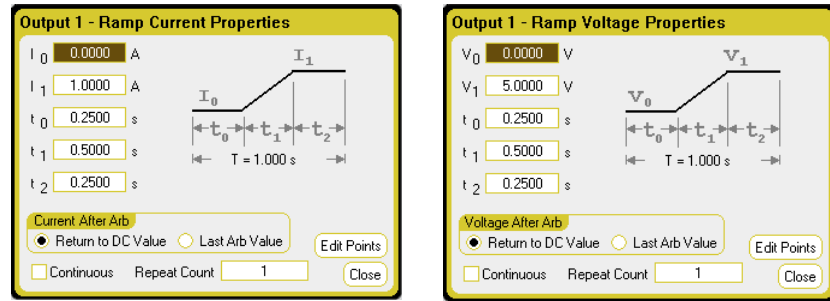 Output 1 - Ramp Current Properties
I 0 0.0000 A
I 1 1.0000 A
t 0 0.2500 s
t 1 0.5000 s
t 2 0.2500 s
I1
I0
t0 t1 t2
T = 1.000 s
Current After Arb
Return to DC Value Last Arb Value
Edit Points
Continuous Repeat Count 1
Close
Output 1 - Ramp Voltage Properties
V0 0.0000 V
V1 5.0000 V
t 0 0.2500 s
t 1 0.5000 s
t 2 0.2500 s
V1
V0
t0 t1 t2
T = 1.000 s
Voltage After Arb
Return to DC Value Last Arb Value
Edit Points
Continuous Repeat Count 1
Close